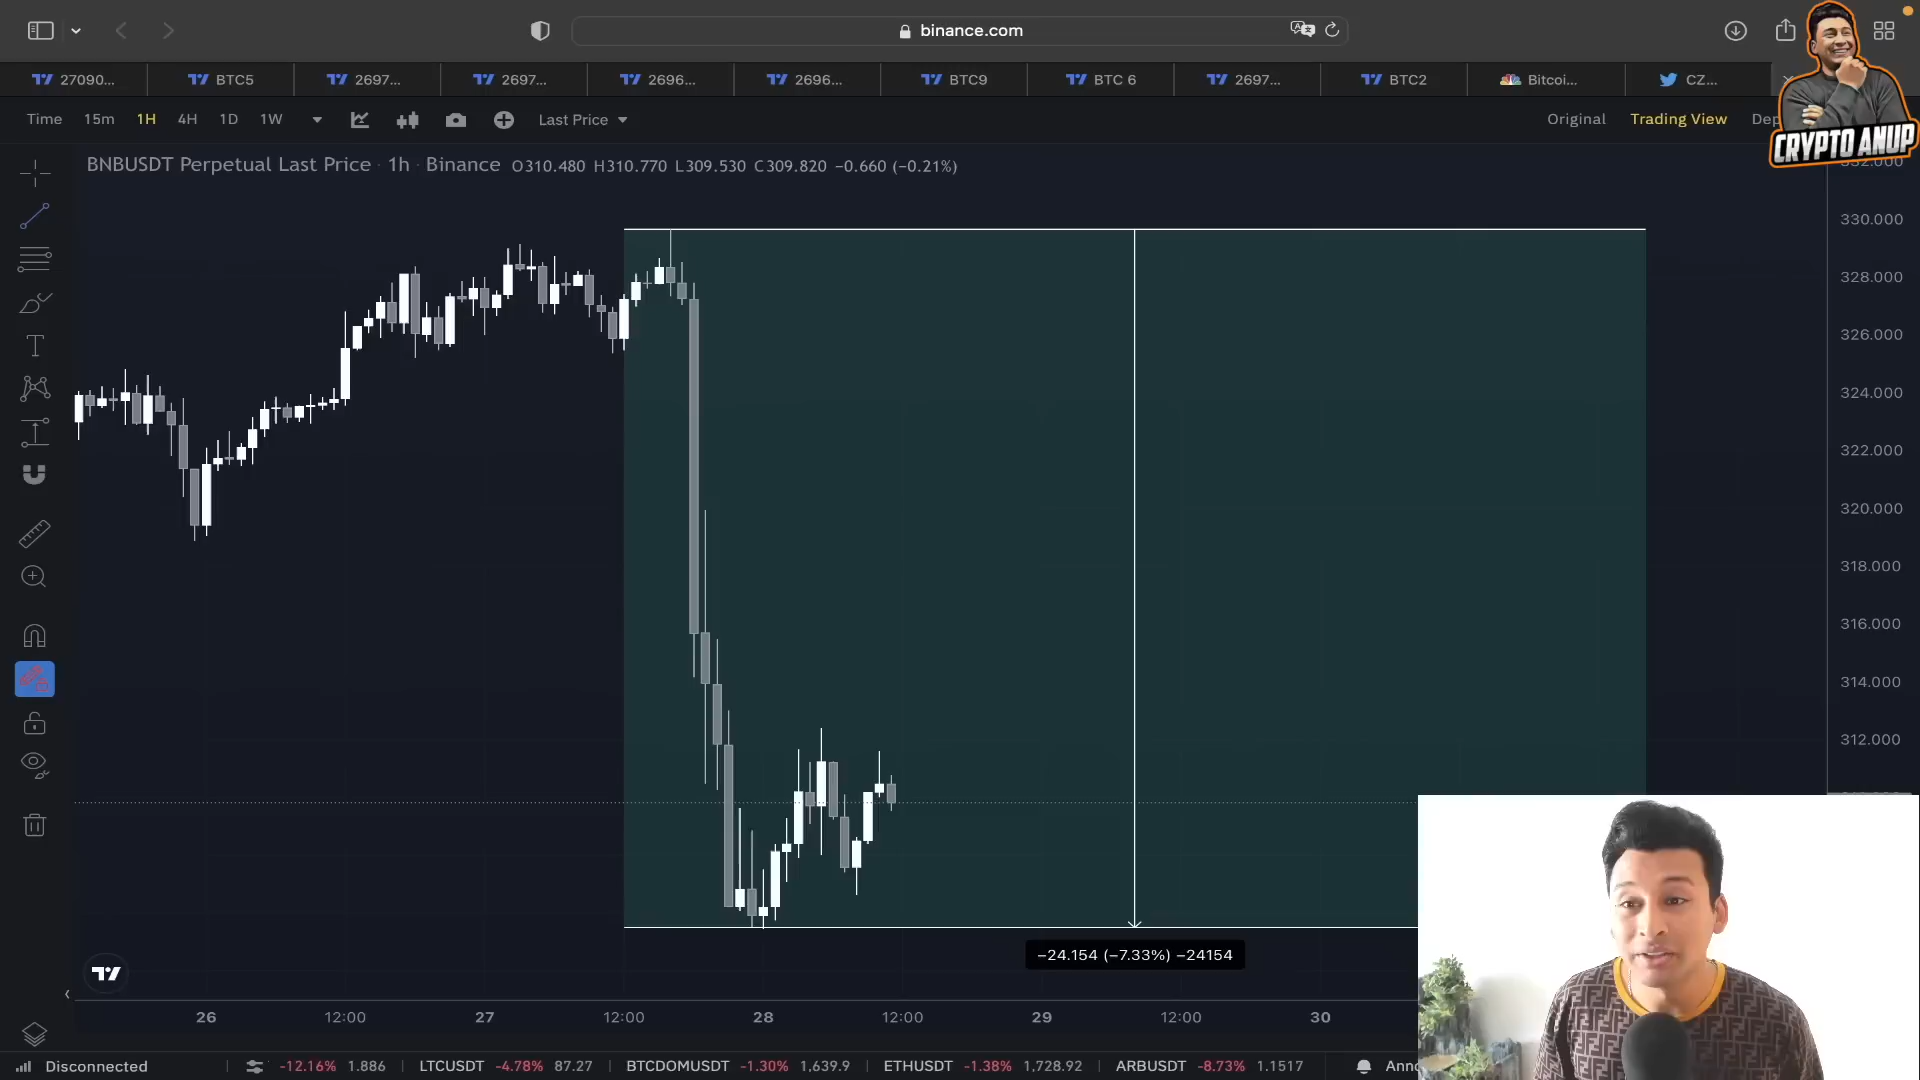 binance.com
27090...
BTC5
2697...
2697...
2696...
2696...
BTC9
BTC 6
2697...
BTC2
Bitcoi...
CZ...
Time 15m 1H 4H 1D 1W Last Price
Original Trading View Dep
CRYPTO ANUP
BNBUSDT Perpetual Last Price · 1h · Binance O310.480 H310.770 L309.530 C309.820 −0.660 (−0.21%)
332.000
330.000
328.000
326.000
324.000
322.000
320.000
318.000
316.000
314.000
312.000
−24.154 (−7.33%) −24154
26 12:00 27 12:00 28 12:00 29 12:00 30
Disconnected -12.16% 1.886 LTCUSDT -4.78% 87.27 BTCDOMUSDT -1.30% 1,639.9 ETHUSDT -1.38% 1,728.92 ARBUSDT -8.73% 1.1517 Anno